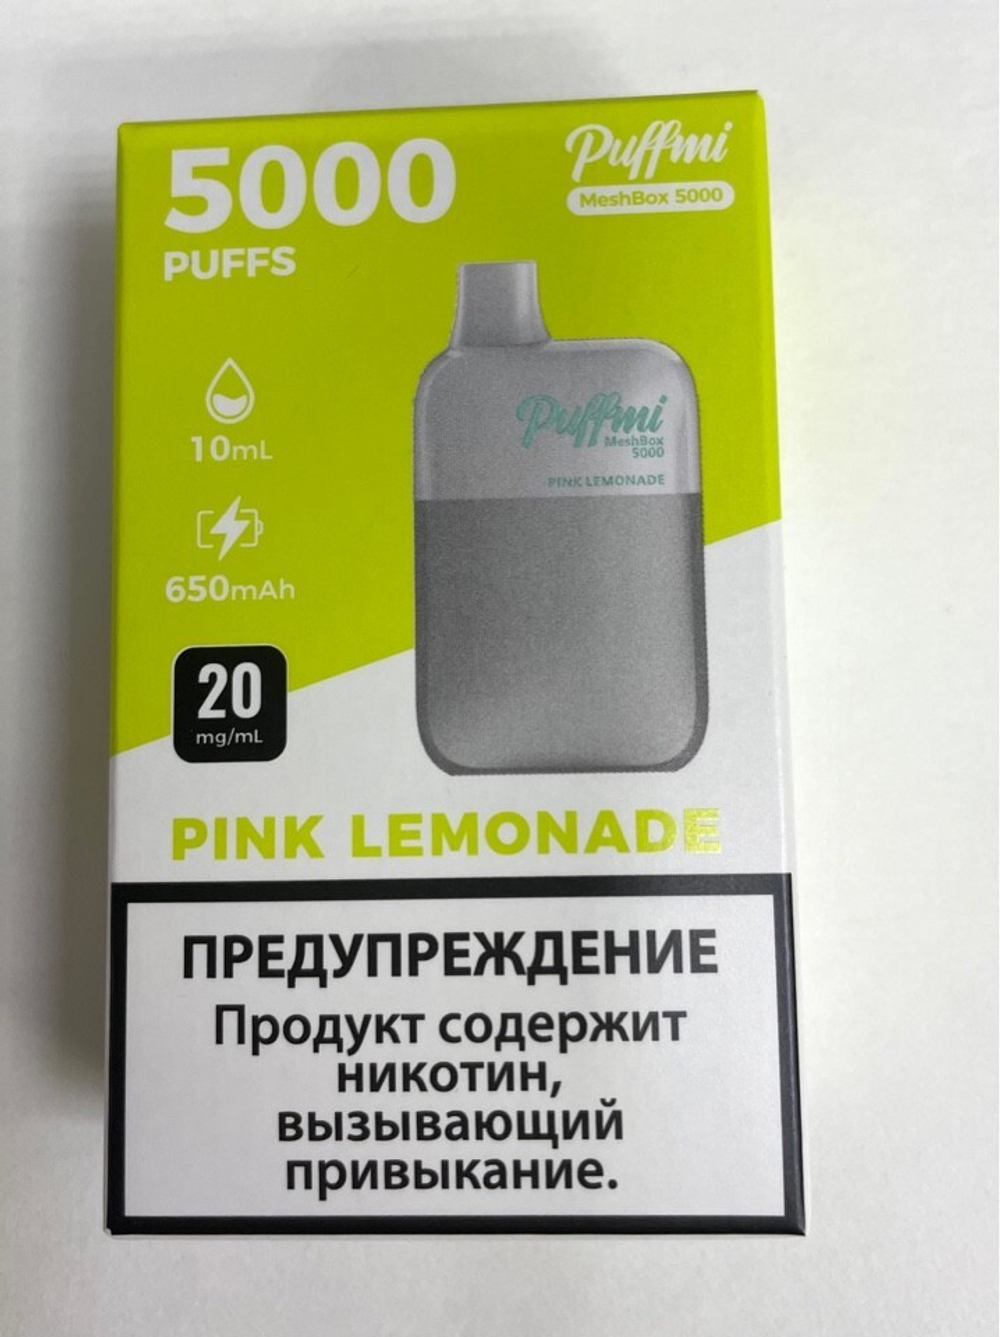 5000
PUFFS
Puffmi
MeshBox 5000
10mL
650mAh
20
mg/mL
Puffmi
MeshBox
5000
PINK LEMONADE
PINK LEMONADE
ПРЕДУПРЕЖДЕНИЕ
Продукт содержит
никотин,
вызывающий
привыкание.